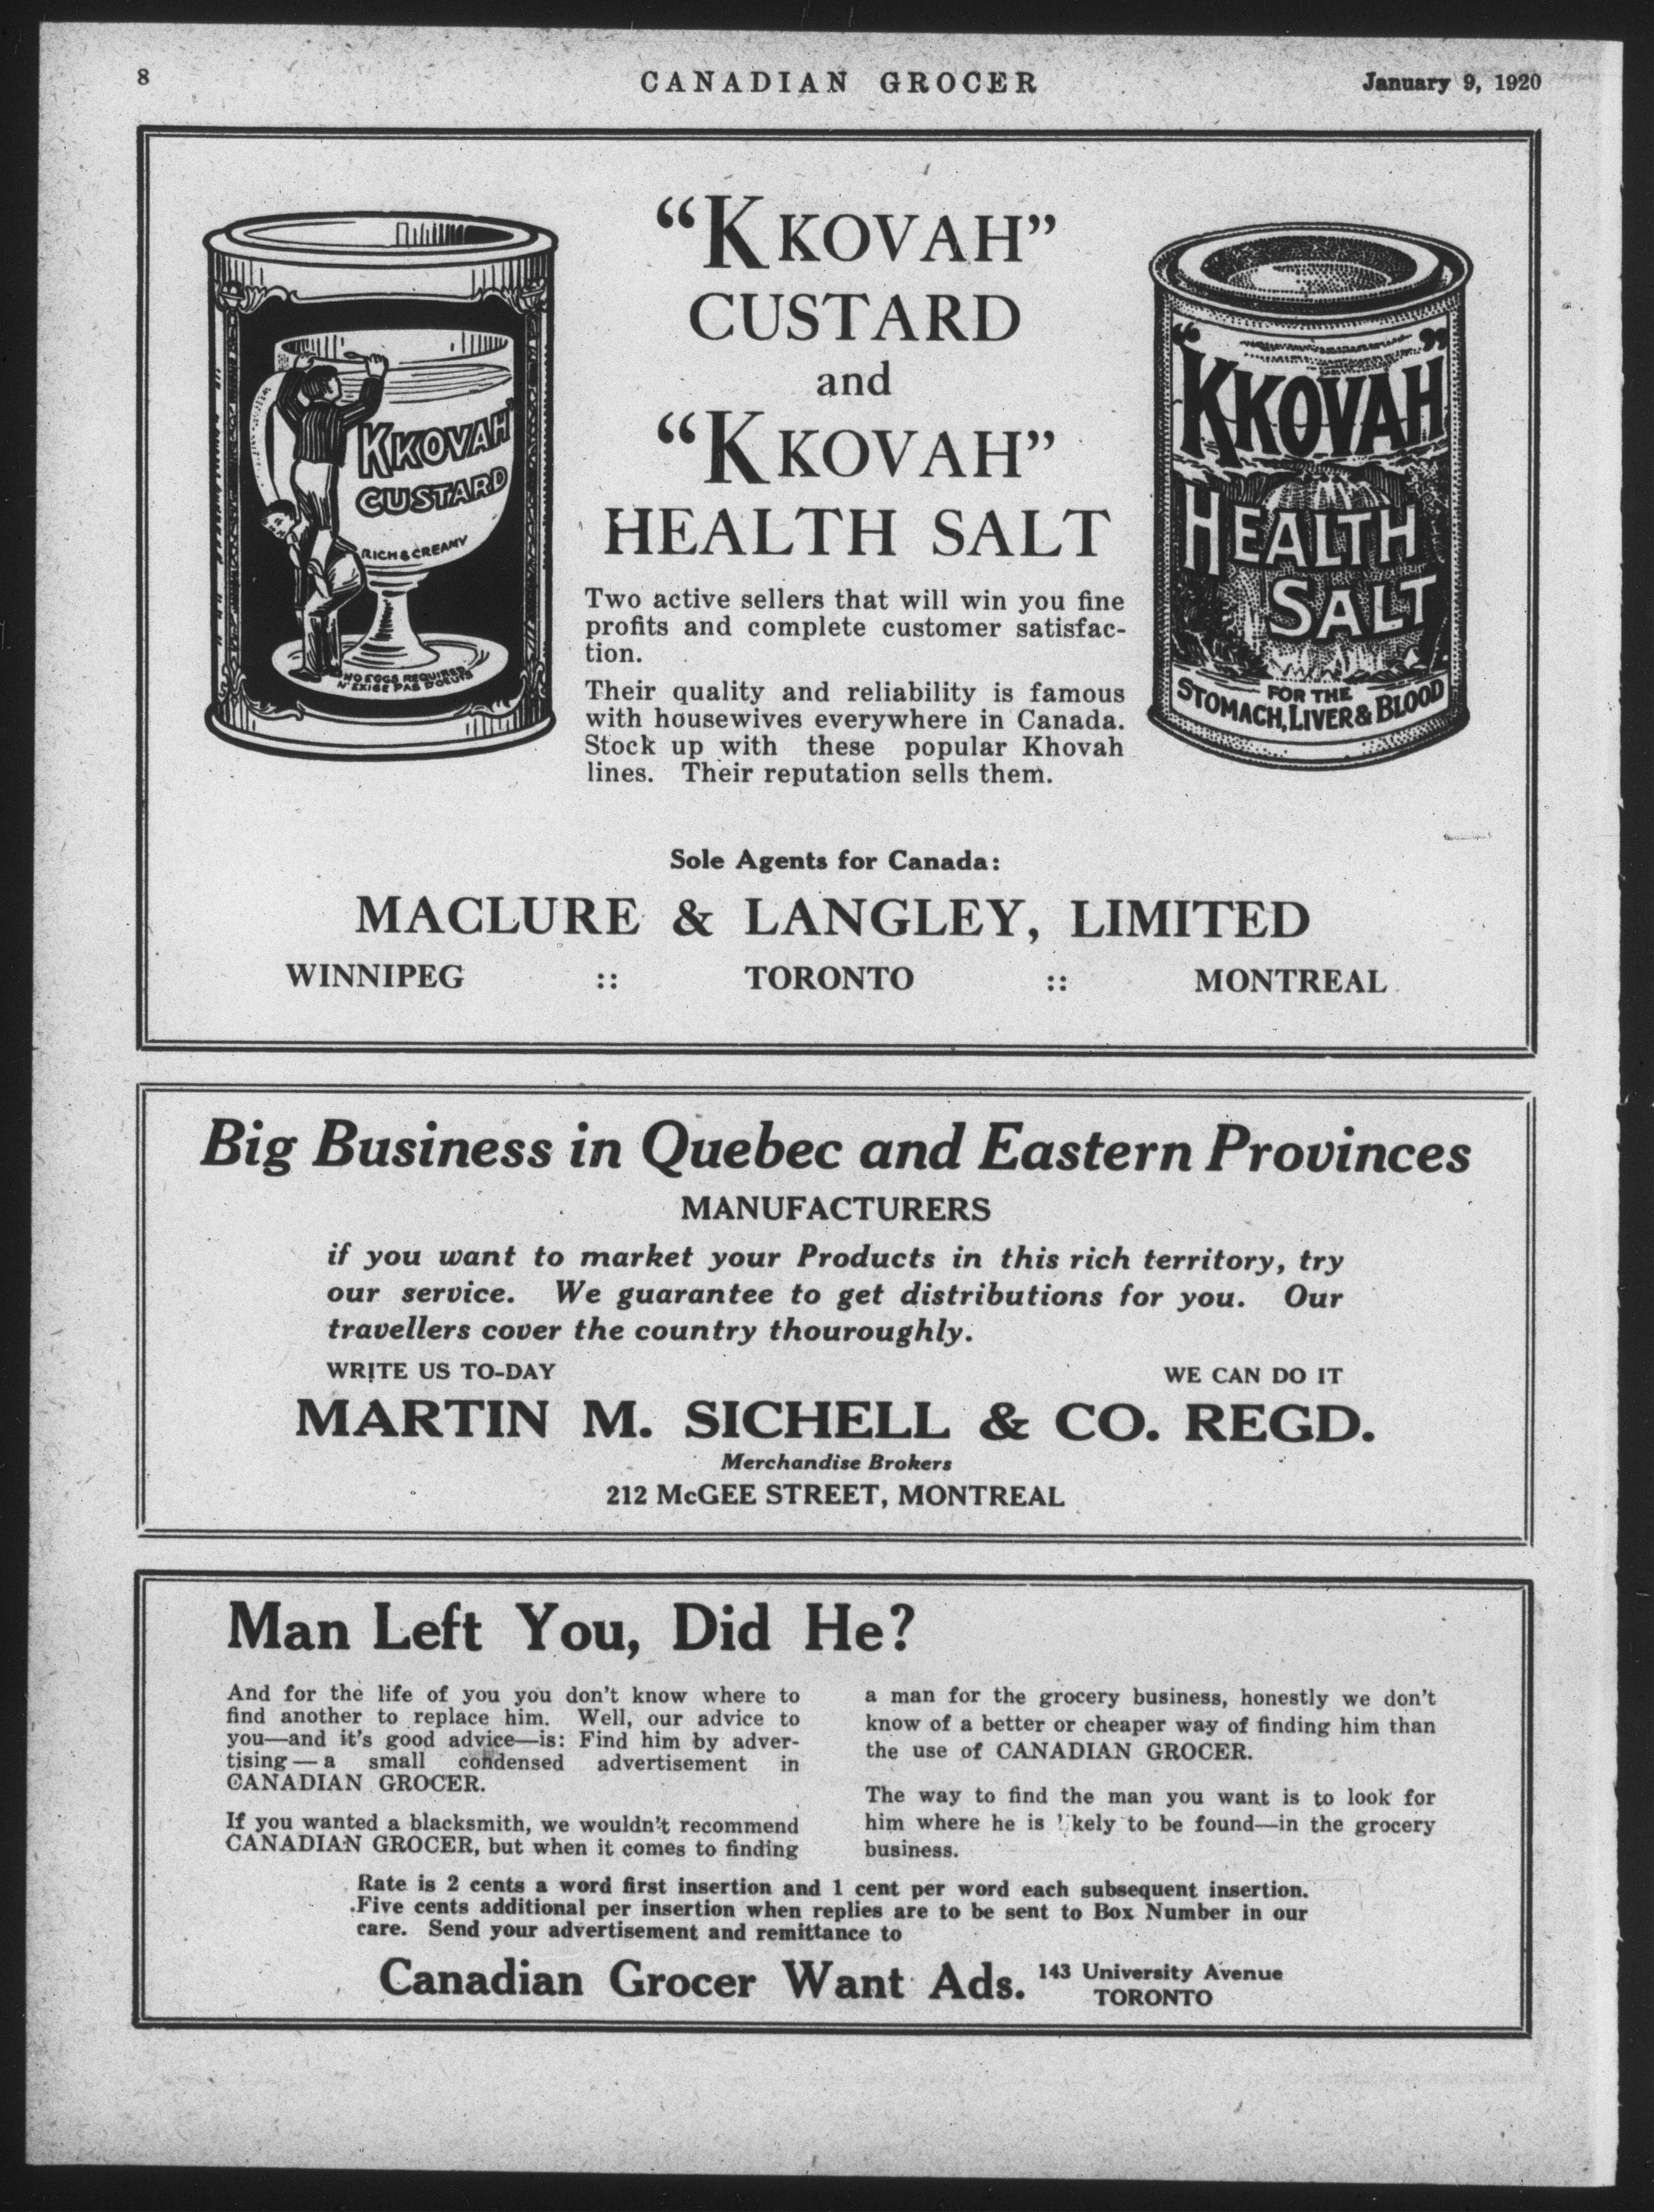 8
CANADIAN GROCER
January 9, 1920
"KKOVAH"
CUSTARD
and
"KKOVAH"
HEALTH SALT
KKOVAH
CUSTARD
RICH & CREAMY
NO EGGS REQUIRED
N'EXIGE PAS D'OEUFS
"KKOVAH"
HEALTH
SALT
FOR THE
STOMACH, LIVER & BLOOD
Two active sellers that will win you fine
profits and complete customer satisfac-
tion.
Their quality and reliability is famous
with housewives everywhere in Canada.
Stock up with these popular Khovah
lines. Their reputation sells them.
Sole Agents for Canada:
MACLURE & LANGLEY, LIMITED
WINNIPEG :: TORONTO :: MONTREAL
Big Business in Quebec and Eastern Provinces
MANUFACTURERS
if you want to market your Products in this rich territory, try
our service. We guarantee to get distributions for you. Our
travellers cover the country thouroughly.
WRITE US TO-DAY WE CAN DO IT
MARTIN M. SICHELL & CO. REGD.
Merchandise Brokers
212 McGEE STREET, MONTREAL
Man Left You, Did He?
And for the life of you you don't know where to
find another to replace him. Well, our advice to
you—and it's good advice—is: Find him by adver-
tising—a small condensed advertisement in
CANADIAN GROCER.
If you wanted a blacksmith, we wouldn't recommend
CANADIAN GROCER, but when it comes to finding
a man for the grocery business, honestly we don't
know of a better or cheaper way of finding him than
the use of CANADIAN GROCER.
The way to find the man you want is to look for
him where he is likely to be found—in the grocery
business.
Rate is 2 cents a word first insertion and 1 cent per word each subsequent insertion.
Five cents additional per insertion when replies are to be sent to Box Number in our
care. Send your advertisement and remittance to
Canadian Grocer Want Ads. 143 University Avenue
TORONTO